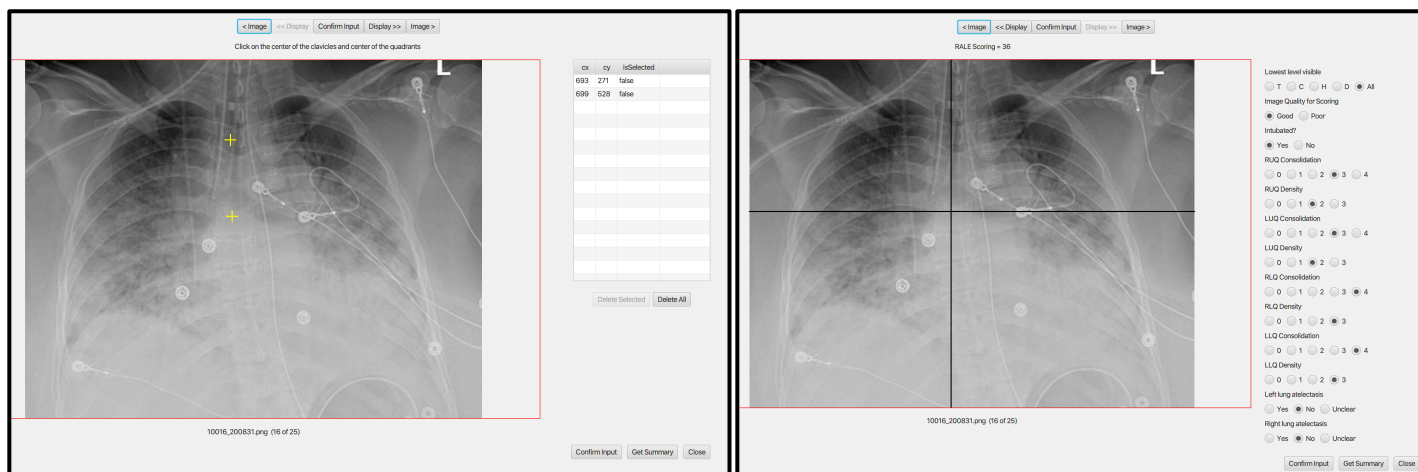 < Image << Display Confirm Input Display >> Image >
Click on the center of the clavicles and center of the quadrants
L
cx cy isSelected
693 271 false
699 528 false
Delete Selected Delete All
10016_200831.png (16 of 25)
Confirm Input Get Summary Close
< Image << Display Confirm Input Display >> Image >
RALE Scoring = 36
L
Lowest level visible
T C H D All
Image Quality for Scoring
Good Poor
Intubated?
Yes No
RUQ Consolidation
0 1 2 3 4
RUQ Density
0 1 2 3
LUQ Consolidation
0 1 2 3 4
LUQ Density
0 1 2 3
RLQ Consolidation
0 1 2 3 4
RLQ Density
0 1 2 3
LLQ Consolidation
0 1 2 3 4
LLQ Density
0 1 2 3
Left lung atelectasis
Yes No Unclear
Right lung atelectasis
Yes No Unclear
10016_200831.png (16 of 25)
Confirm Input Get Summary Close